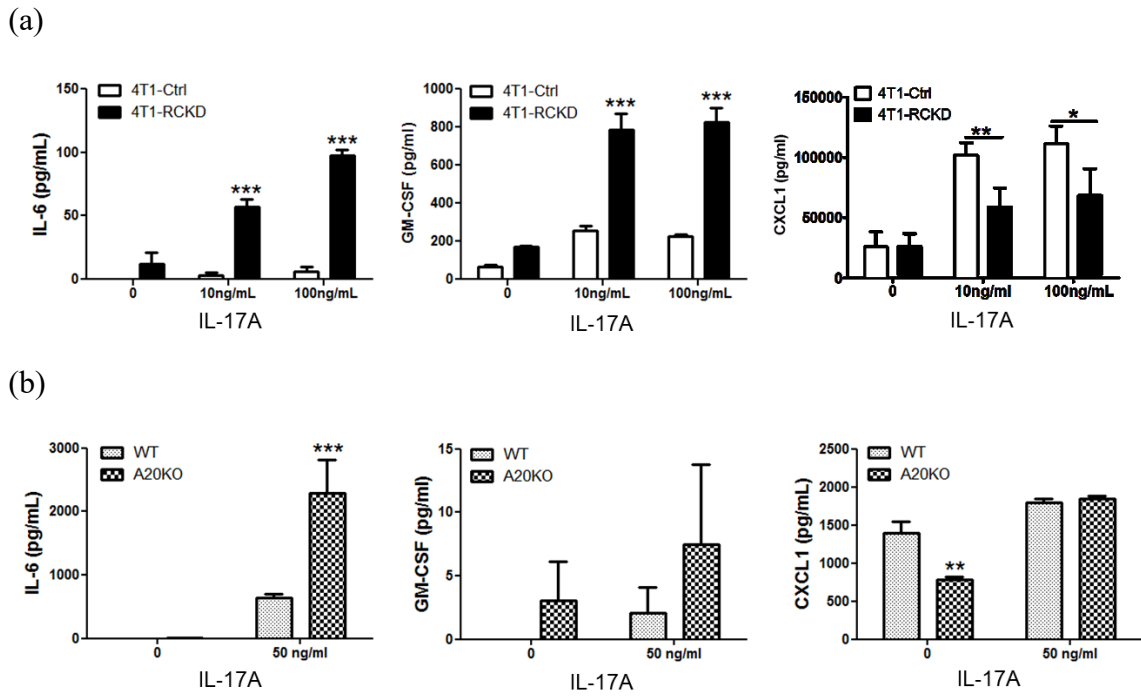 (a)
IL-6 (pg/mL)
150
100
50
0
4T1-Ctrl
4T1-RCKD
***
***
0 10ng/mL 100ng/mL
IL-17A
GM-CSF (pg/ml)
1000
800
600
400
200
0
4T1-Ctrl
4T1-RCKD
***
***
0 10ng/mL 100ng/mL
IL-17A
CXCL1 (pg/ml)
150000
100000
50000
0
4T1-Ctrl
4T1-RCKD
**
*
0 10ng/ml 100ng/mL
IL-17A
(b)
IL-6 (pg/mL)
3000
2000
1000
0
WT
A20KO
***
0 50 ng/ml
IL-17A
GM-CSF (pg/ml)
15
10
5
0
WT
A20KO
0 50 ng/ml
IL-17A
CXCL1 (pg/mL)
2500
2000
1500
1000
500
0
WT
A20KO
**
0 50 ng/ml
IL-17A